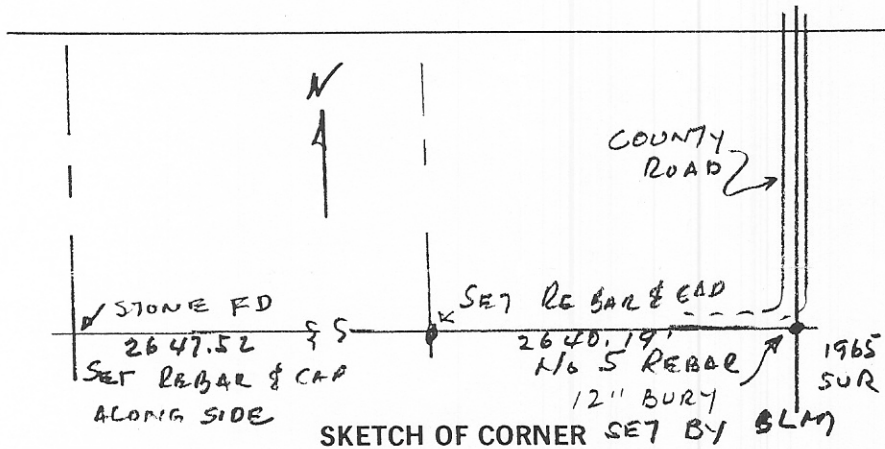 N
COUNTY
ROAD
STONE FD
2647.52
SET REBAR & CAP
ALONG SIDE
SET REBAR & CAP
2640.19'
No 5 REBAR
12" BURY
SET BY BLM
1965
SUR
SKETCH OF CORNER